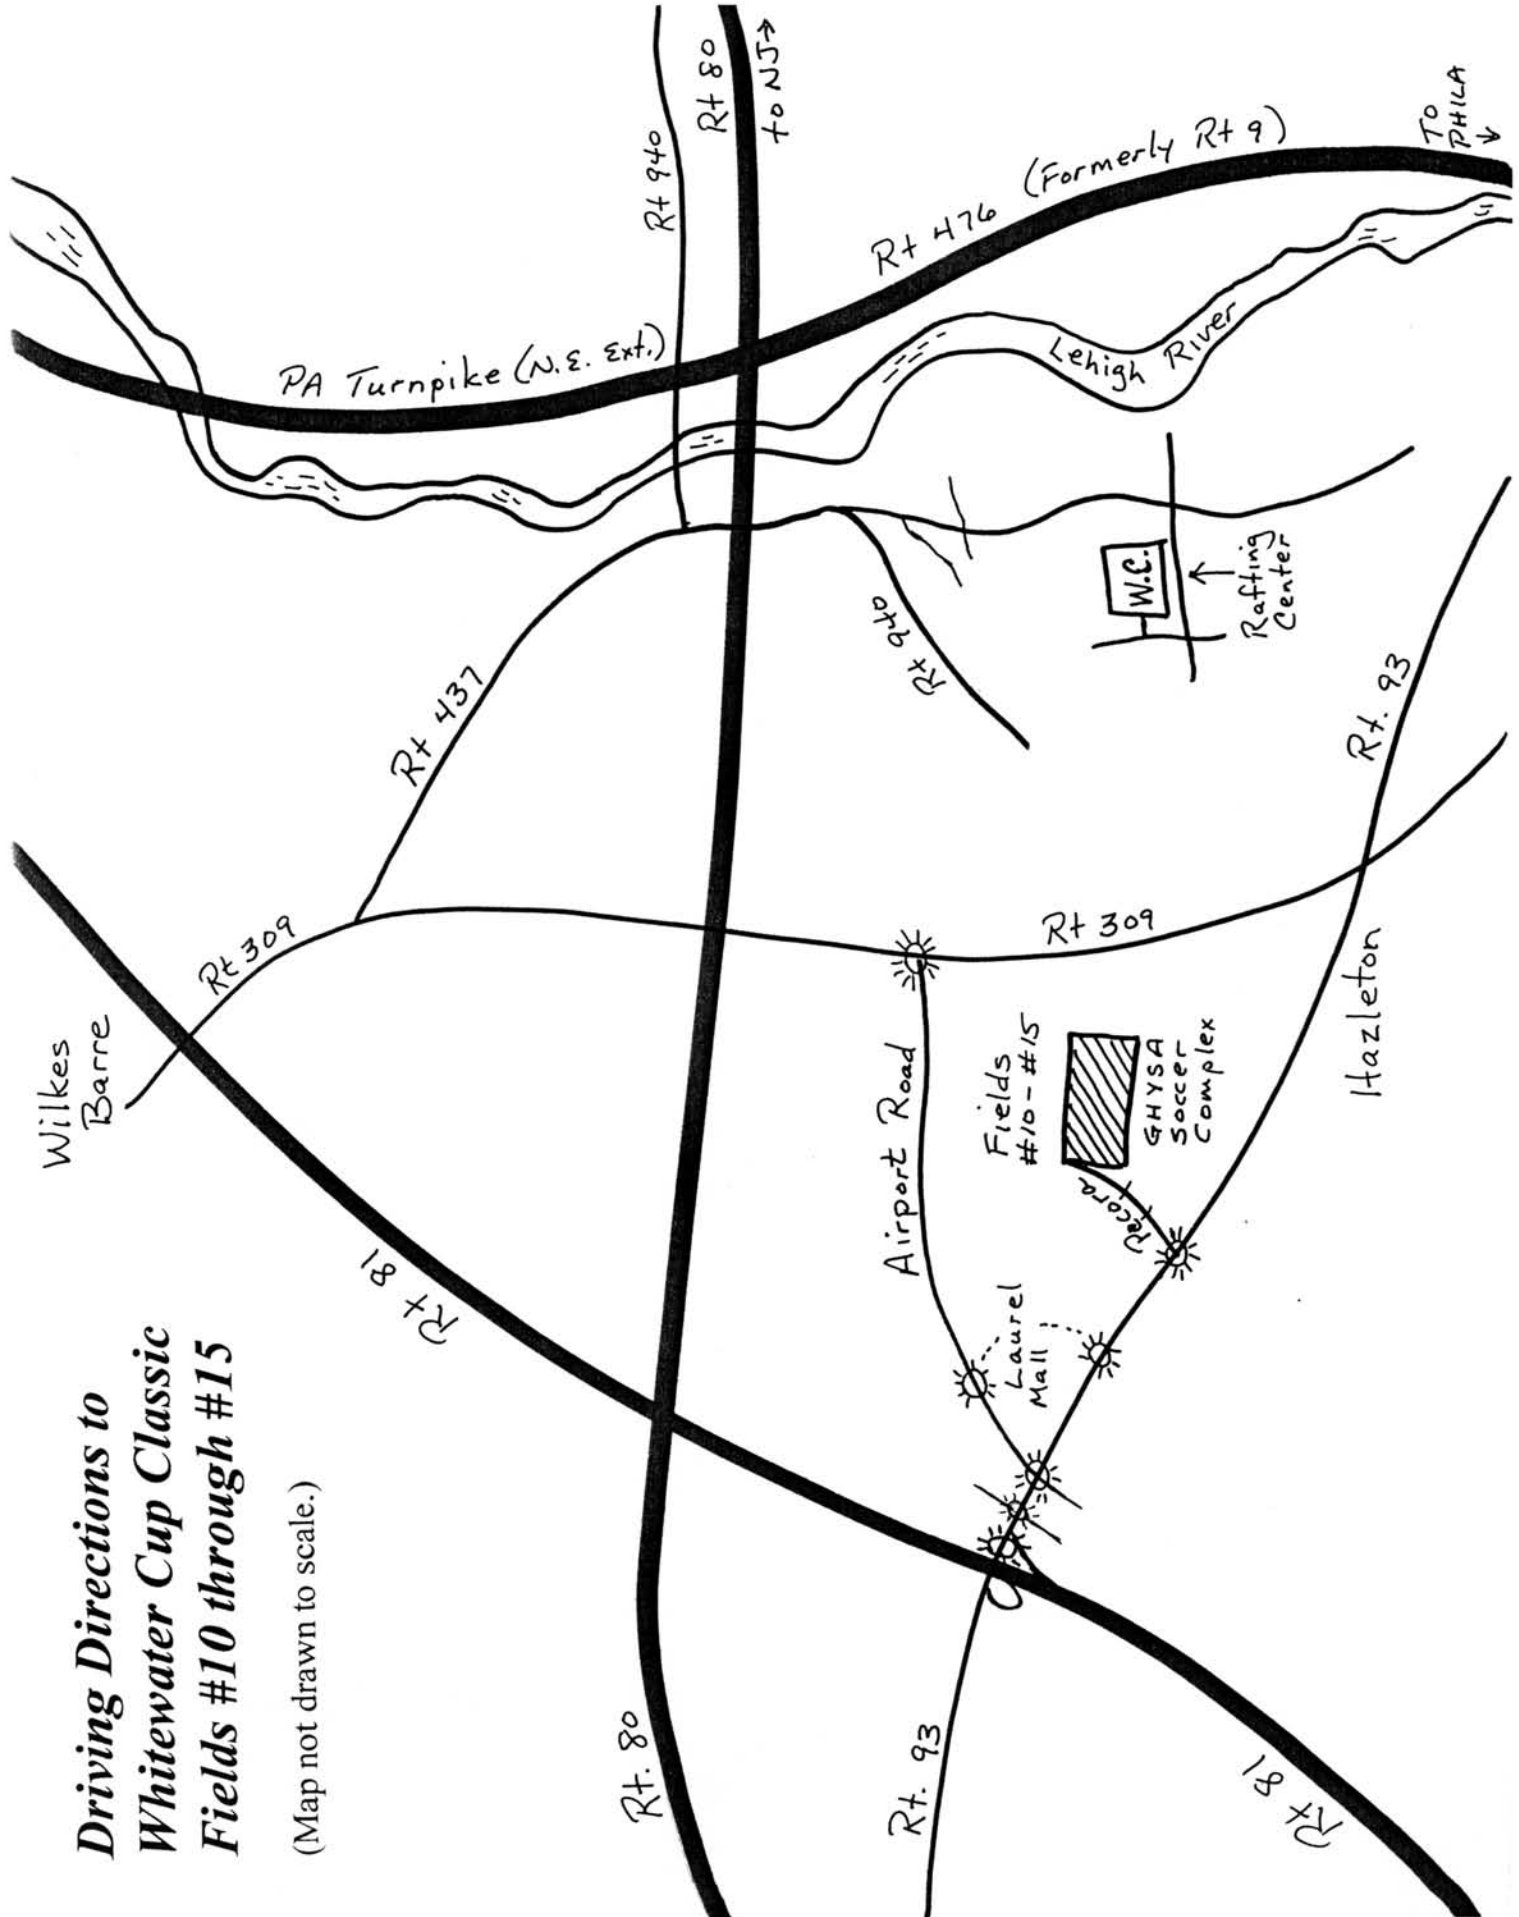 Driving Directions to
Whitewater Cup Classic
Fields #10 through #15
(Map not drawn to scale.)
Wilkes
Barre
Rt 309
Rt 81
PA Turnpike (N.E. Ext.)
Rt 437
Rt 940
Rt 80
to NJ→
Rt. 80
Rt 476 (Formerly Rt 9)
TO
PHILA
↓
Lehigh River
Rt 940
W.E.
Rafting
Center
Airport Road
Rt 309
Fields
#10-#15
GHYSA
Soccer
Complex
Pecora
Laurel
Mall
Rt. 93
Hazleton
Rt. 93
Rt 81